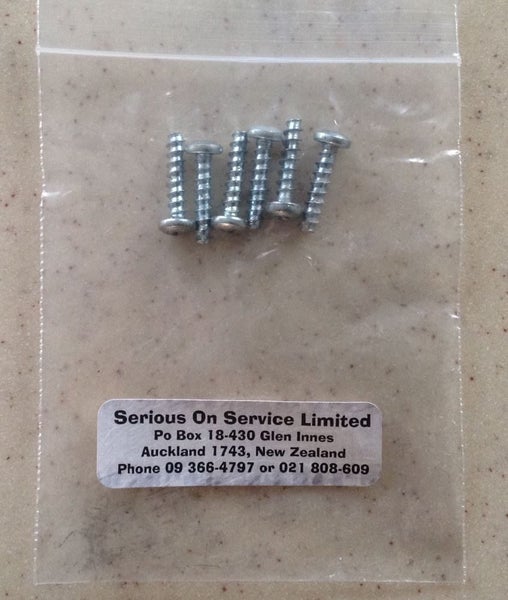 Serious On Service Limited
Po Box 18-430 Glen Innes
Auckland 1743, New Zealand
Phone 09 366-4797 or 021 808-609